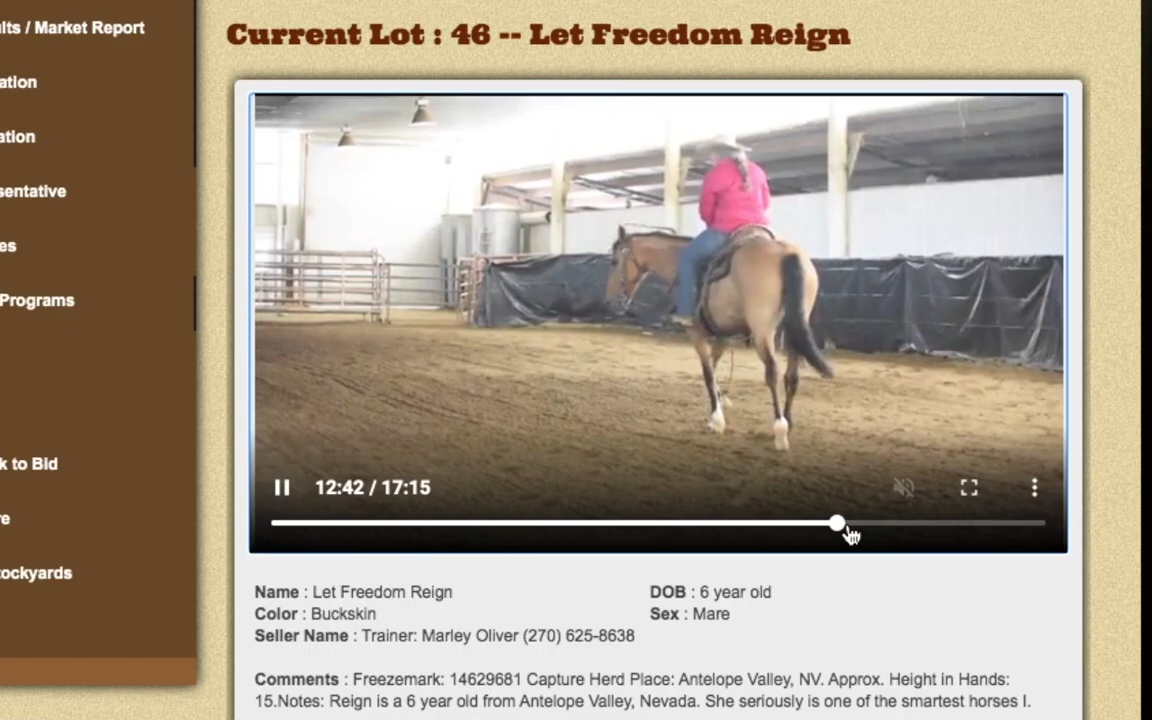 Current Lot : 46 -- Let Freedom Reign
ults / Market Report
ation
ation
sentative
es
Programs
k to Bid
re
tockyards
12:42 / 17:15
Name : Let Freedom Reign
DOB : 6 year old
Color : Buckskin
Sex : Mare
Seller Name : Trainer: Marley Oliver (270) 625-8638
Comments : Freezemark: 14629681 Capture Herd Place: Antelope Valley, NV. Approx. Height in Hands:
15.Notes: Reign is a 6 year old from Antelope Valley, Nevada. She seriously is one of the smartest horses I.